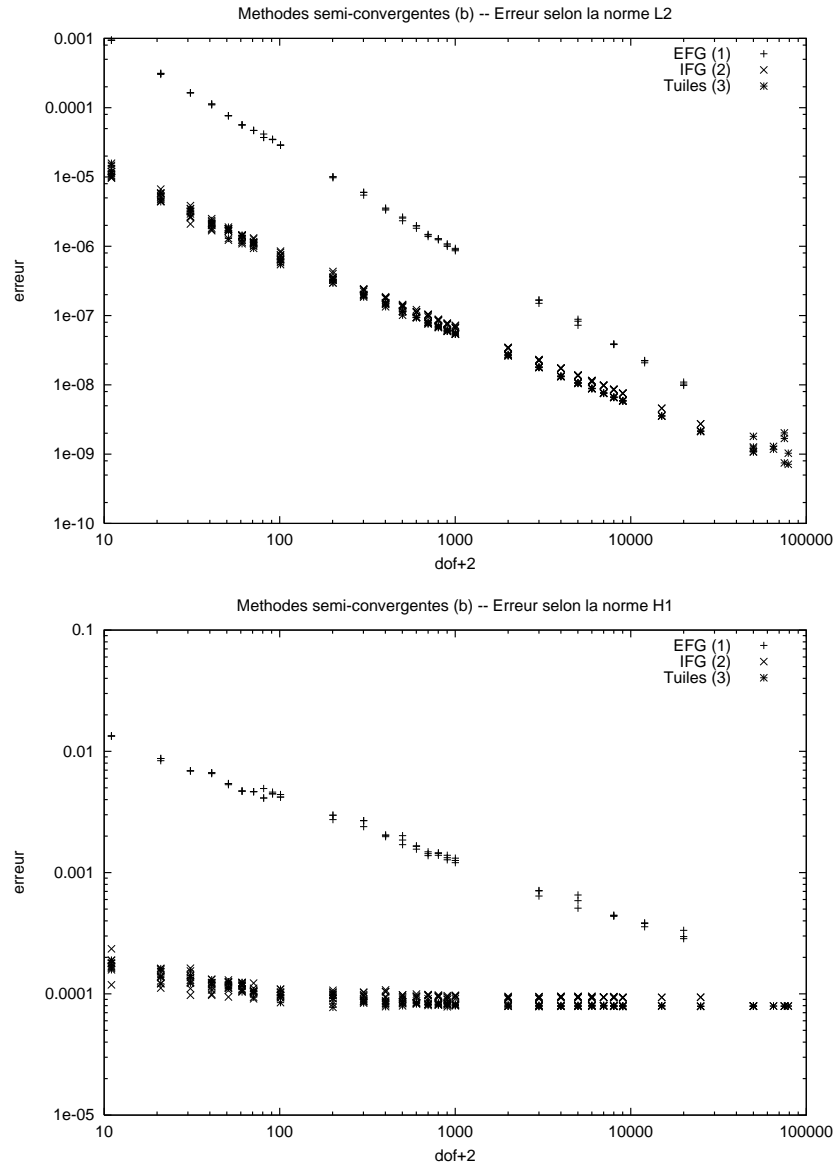 Methodes semi-convergentes (b) -- Erreur selon la norme L2
0.001
0.0001
1e-05
1e-06
1e-07
1e-08
1e-09
1e-10
erreur
EFG (1)
IFG (2)
Tuiles (3)
10 100 1000 10000 100000
dof+2
Methodes semi-convergentes (b) -- Erreur selon la norme H1
0.1
0.01
0.001
0.0001
1e-05
erreur
EFG (1)
IFG (2)
Tuiles (3)
10 100 1000 10000 100000
dof+2